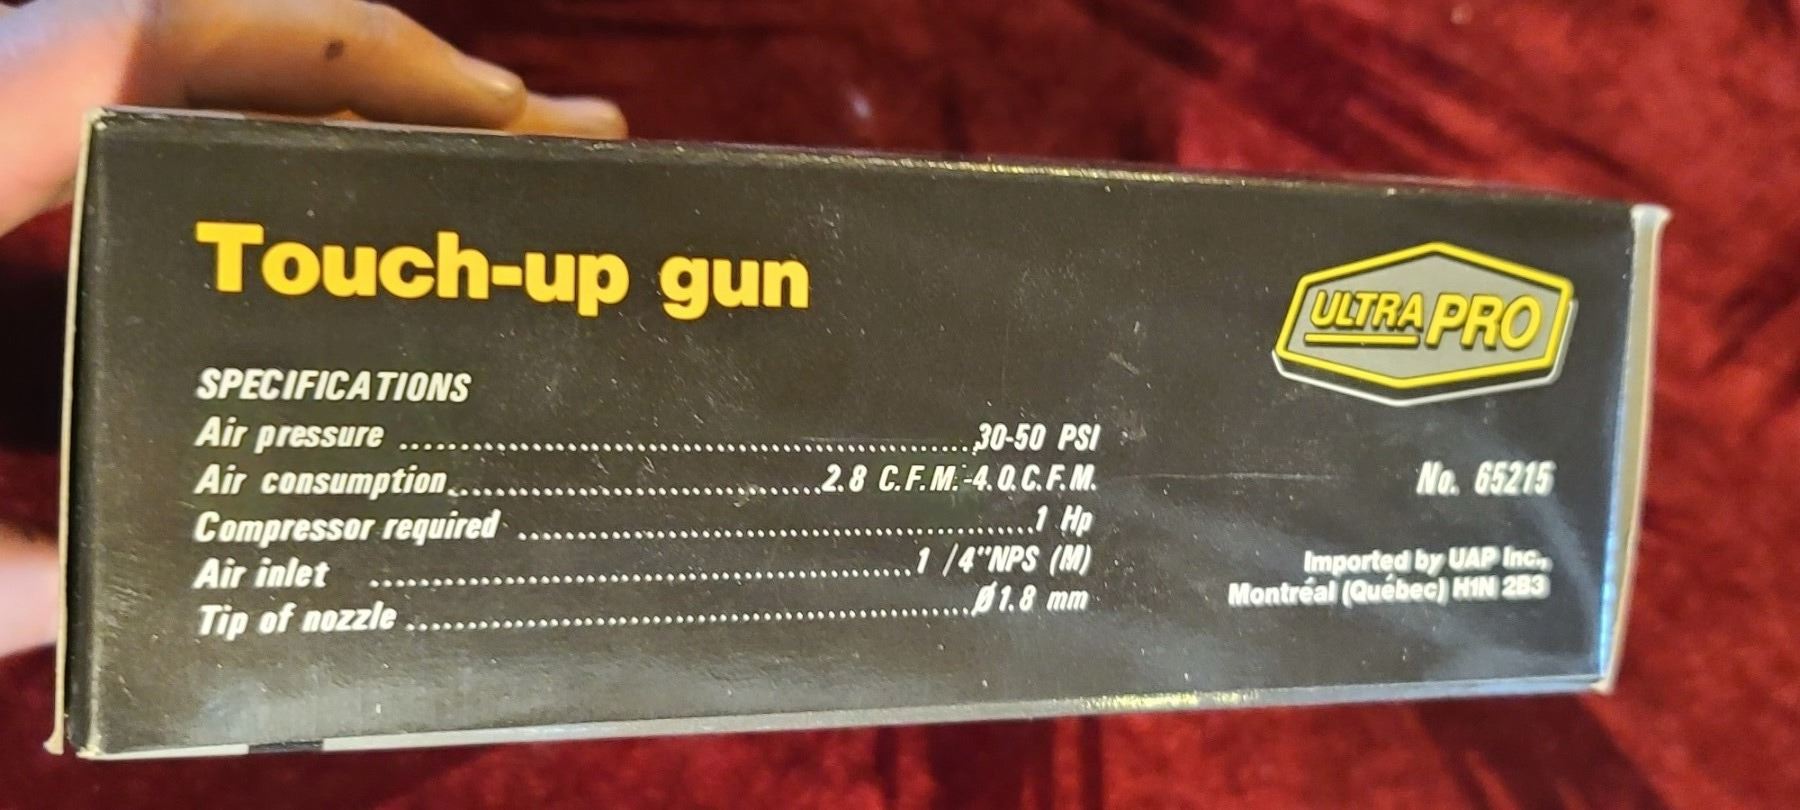 Touch-up gun
ULTRA PRO
SPECIFICATIONS
Air pressure ........................................................ 30-50 PSI
Air consumption ........................................ 2.8 C.F.M.-4.0.C.F.M.
Compressor required ........................................................ 1 Hp
Air inlet ........................................................ 1 /4"NPS (M)
Tip of nozzle ........................................................ Ø1.8 mm
No. 65215
Imported by UAP Inc.,
Montréal (Québec) H1N 2B3